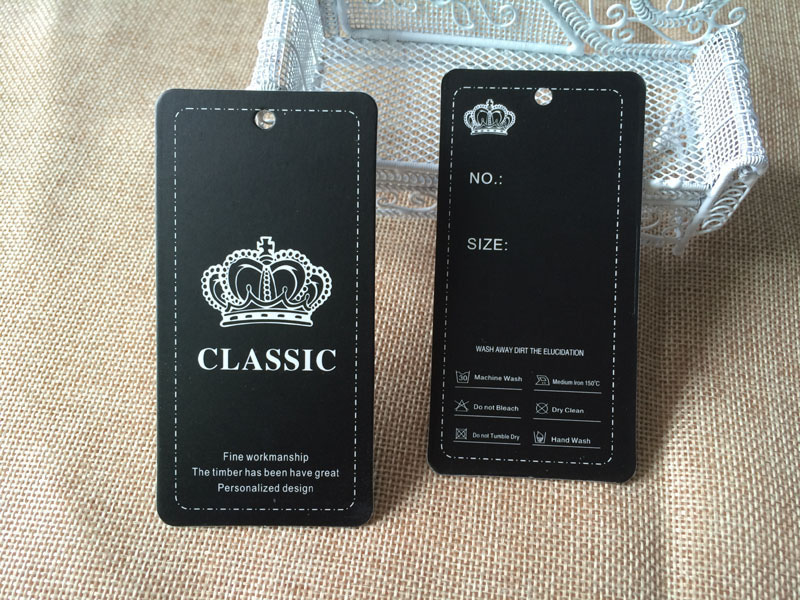 CLASSIC
Fine workmanship
The timber has been have great
Personalized design
NO.:
SIZE:
WASH AWAY DIRT THE ELUCIDATION
30 Machine Wash
Medium Iron 150°C
Do not Bleach
Dry Clean
Do not Tumble Dry
Hand Wash